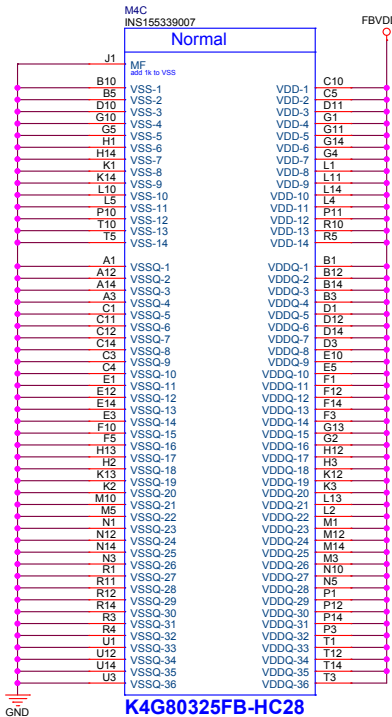 M4C
INS155339007
FBVDD
Normal
J1 MF
add 1k to VSS
B10 VSS-1 VDD-1 C10
B5 VSS-2 VDD-2 C5
D10 VSS-3 VDD-3 D11
G10 VSS-4 VDD-4 G1
G5 VSS-5 VDD-5 G11
H1 VSS-6 VDD-6 G14
H14 VSS-7 VDD-7 G4
K1 VSS-8 VDD-8 L1
K14 VSS-9 VDD-9 L11
L10 VSS-10 VDD-10 L14
L5 VSS-11 VDD-11 L4
P10 VSS-12 VDD-12 P11
T10 VSS-13 VDD-13 R10
T5 VSS-14 VDD-14 R5
A1 VSSQ-1 VDDQ-1 B1
A12 VSSQ-2 VDDQ-2 B12
A14 VSSQ-3 VDDQ-3 B14
A3 VSSQ-4 VDDQ-4 B3
C1 VSSQ-5 VDDQ-5 D1
C11 VSSQ-6 VDDQ-6 D12
C12 VSSQ-7 VDDQ-7 D14
C14 VSSQ-8 VDDQ-8 D3
C3 VSSQ-9 VDDQ-9 E10
C4 VSSQ-10 VDDQ-10 E5
E1 VSSQ-11 VDDQ-11 F1
E12 VSSQ-12 VDDQ-12 F12
E14 VSSQ-13 VDDQ-13 F14
E3 VSSQ-14 VDDQ-14 F3
F10 VSSQ-15 VDDQ-15 G13
F5 VSSQ-16 VDDQ-16 G2
H13 VSSQ-17 VDDQ-17 H12
H2 VSSQ-18 VDDQ-18 H3
K13 VSSQ-19 VDDQ-19 K12
K2 VSSQ-20 VDDQ-20 K3
M10 VSSQ-21 VDDQ-21 L13
M5 VSSQ-22 VDDQ-22 L2
N1 VSSQ-23 VDDQ-23 M1
N12 VSSQ-24 VDDQ-24 M12
N14 VSSQ-25 VDDQ-25 M14
N3 VSSQ-26 VDDQ-26 M3
R1 VSSQ-27 VDDQ-27 N10
R11 VSSQ-28 VDDQ-28 N5
R12 VSSQ-29 VDDQ-29 P1
R14 VSSQ-30 VDDQ-30 P12
R3 VSSQ-31 VDDQ-31 P14
R4 VSSQ-32 VDDQ-32 P3
U1 VSSQ-33 VDDQ-33 T1
U12 VSSQ-34 VDDQ-34 T12
U14 VSSQ-35 VDDQ-35 T14
U3 VSSQ-36 VDDQ-36 T3
GND
K4G80325FB-HC28